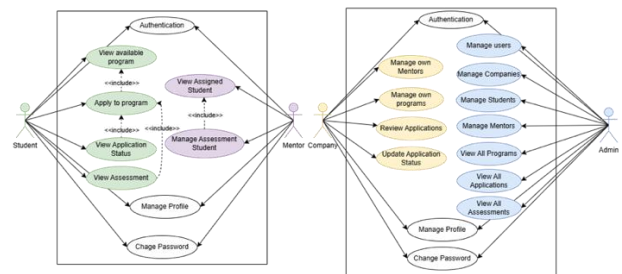 Authentication
View available
program
<<include>>
Apply to program
<<include>>
<<include>>
View Application
Status
View Assessment
Manage Profile
Chage Password
View Assigned
Student
<<include>>
Manage Assessment
Student
Student
Mentor
Authentication
Manage own
Mentors
Manage own
programs
Review Applications
Update Application
Status
Manage users
Manage Companies
Manage Students
Manage Mentors
View All Programs
View All
Applications
View All
Assessments
Manage Profile
Change Password
Company
Admin